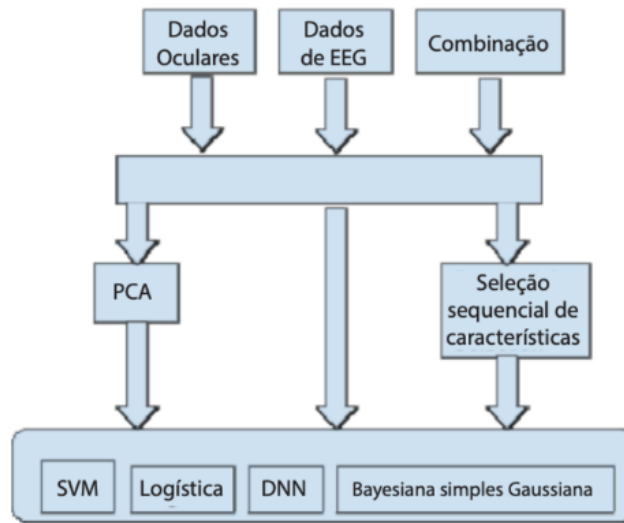 Dados
Oculares
Dados
de EEG
Combinação
PCA
Seleção
sequencial de
características
SVM
Logística
DNN
Bayesiana simples Gaussiana